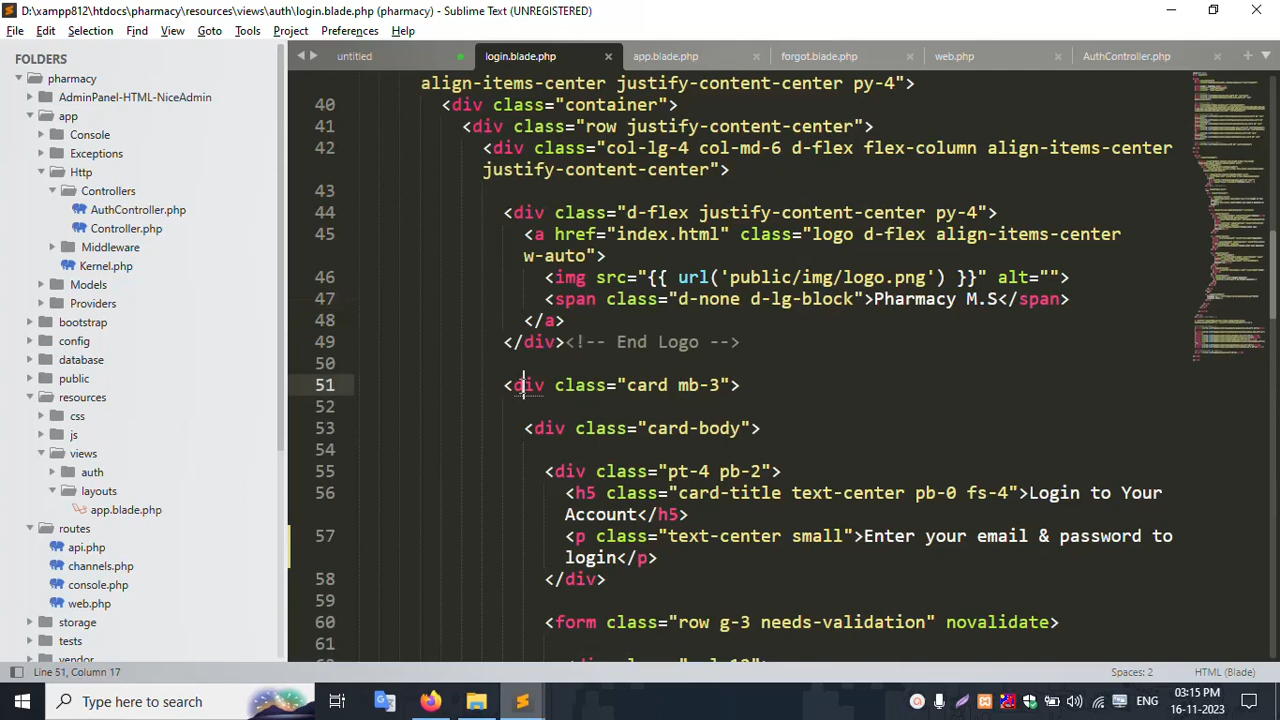 D:\xampp812\htdocs\pharmacy\resources\views\auth\login.blade.php (pharmacy) - Sublime Text (UNREGISTERED)
File Edit Selection Find View Goto Tools Project Preferences Help
FOLDERS
pharmacy
AdminPanel-HTML-NiceAdmin
app
Console
Exceptions
Http
Controllers
AuthController.php
Controller.php
Middleware
Kernel.php
Models
Providers
bootstrap
config
database
public
resources
css
js
views
auth
layouts
app.blade.php
routes
api.php
channels.php
console.php
web.php
storage
tests
vendor
untitled login.blade.php app.blade.php forgot.blade.php web.php AuthController.php
align-items-center justify-content-center py-4">
40 <div class="container">
41 <div class="row justify-content-center">
42 <div class="col-lg-4 col-md-6 d-flex flex-column align-items-center
justify-content-center">
43
44 <div class="d-flex justify-content-center py-4">
45 <a href="index.html" class="logo d-flex align-items-center
w-auto">
46 <img src="{{ url('public/img/logo.png') }}" alt="">
47 <span class="d-none d-lg-block">Pharmacy M.S</span>
48 </a>
49 </div><!-- End Logo -->
50
51 <div class="card mb-3">
52
53 <div class="card-body">
54
55 <div class="pt-4 pb-2">
56 <h5 class="card-title text-center pb-0 fs-4">Login to Your
Account</h5>
57 <p class="text-center small">Enter your email & password to
login</p>
58 </div>
59
60 <form class="row g-3 needs-validation" novalidate>
61
Line 51, Column 17 Spaces: 2 HTML (Blade)
Type here to search
03:15 PM
16-11-2023